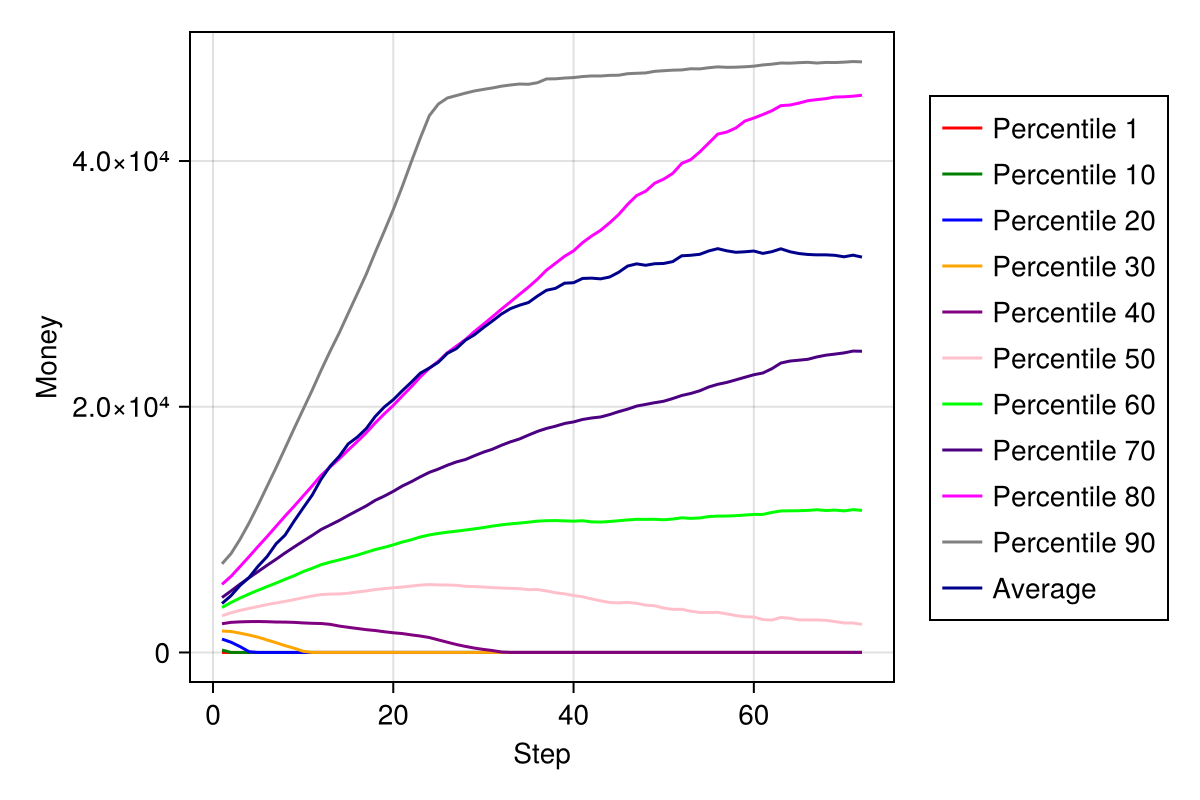 4.0×10⁴
2.0×10⁴
0
Money
0 20 40 60
Step
Percentile 1
Percentile 10
Percentile 20
Percentile 30
Percentile 40
Percentile 50
Percentile 60
Percentile 70
Percentile 80
Percentile 90
Average